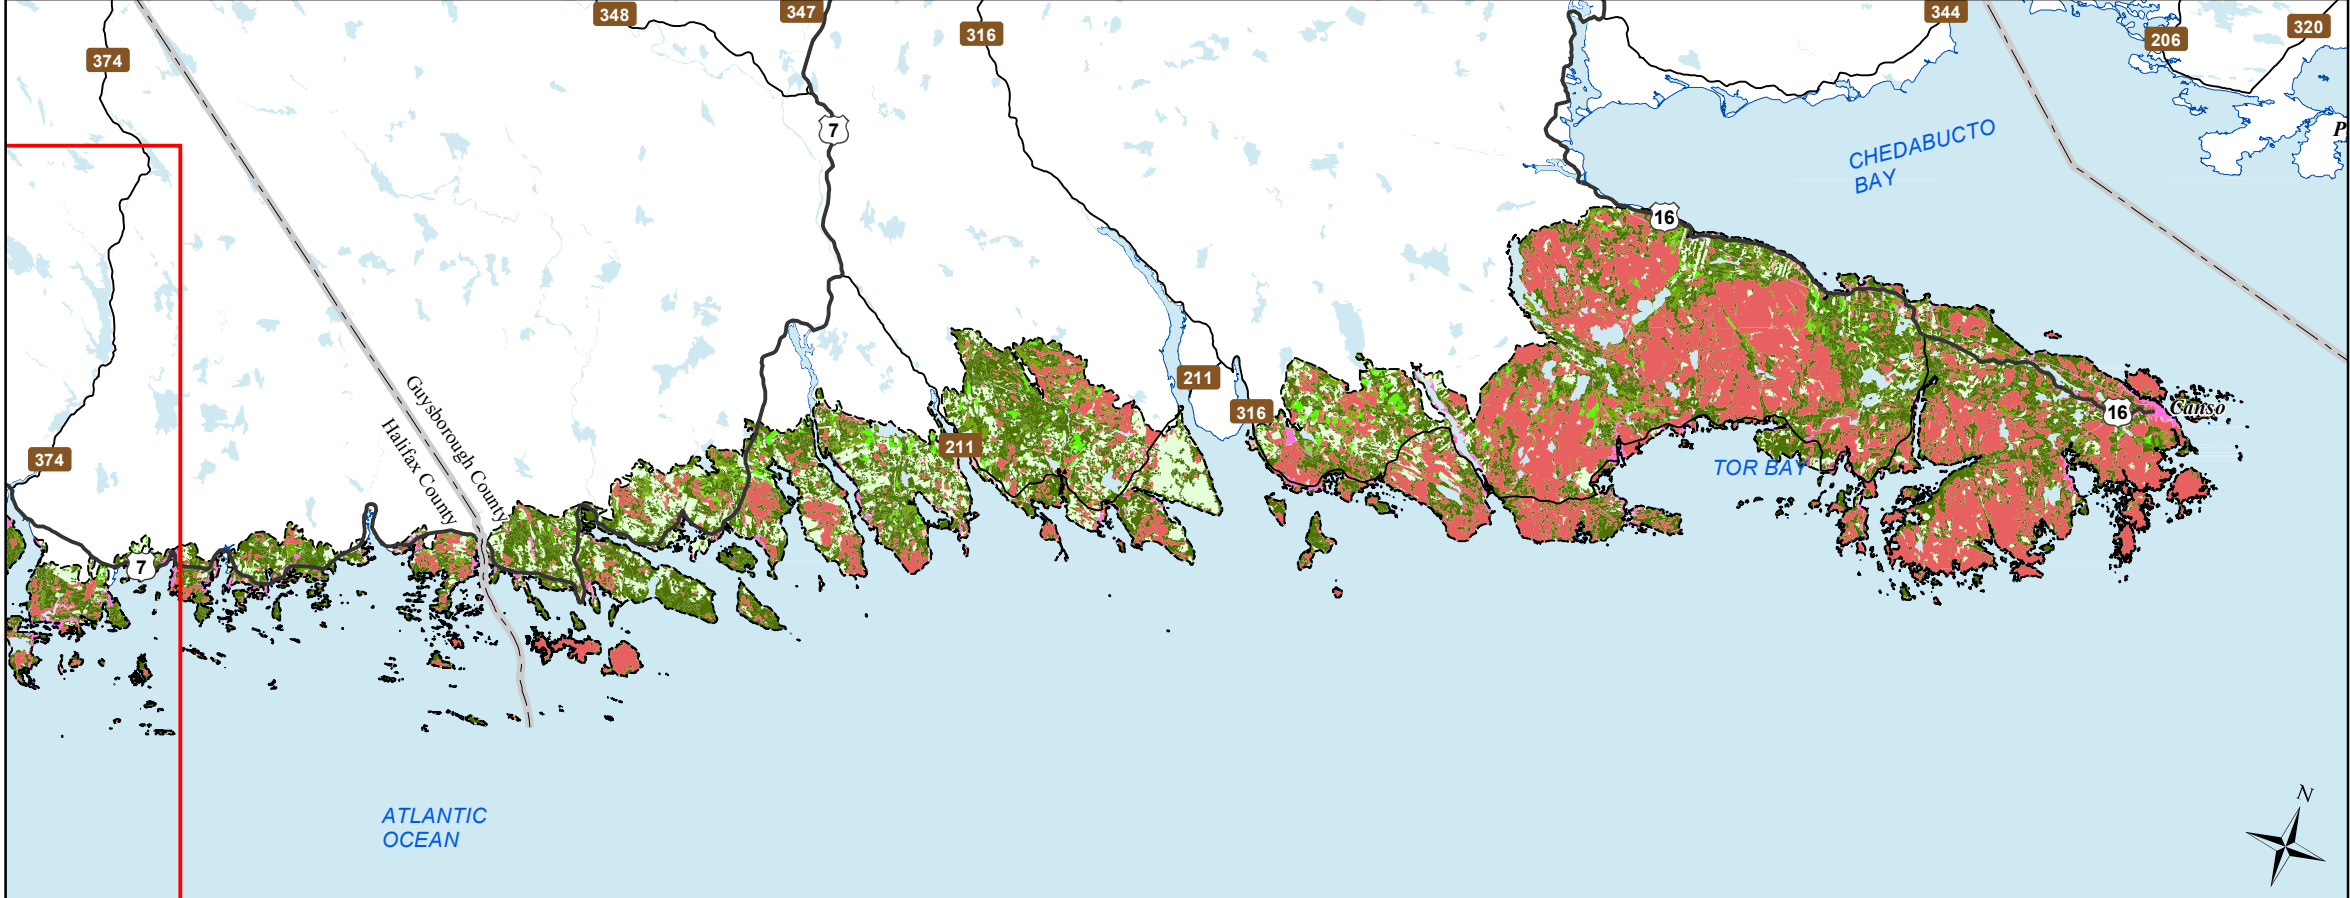 348
347
316
344
206
320
374
7
P
CHEDABUCTO
BAY
16
Guysborough County
Halifax County
211
316
16
Canso
211
374
TOR BAY
7
N
ATLANTIC
OCEAN